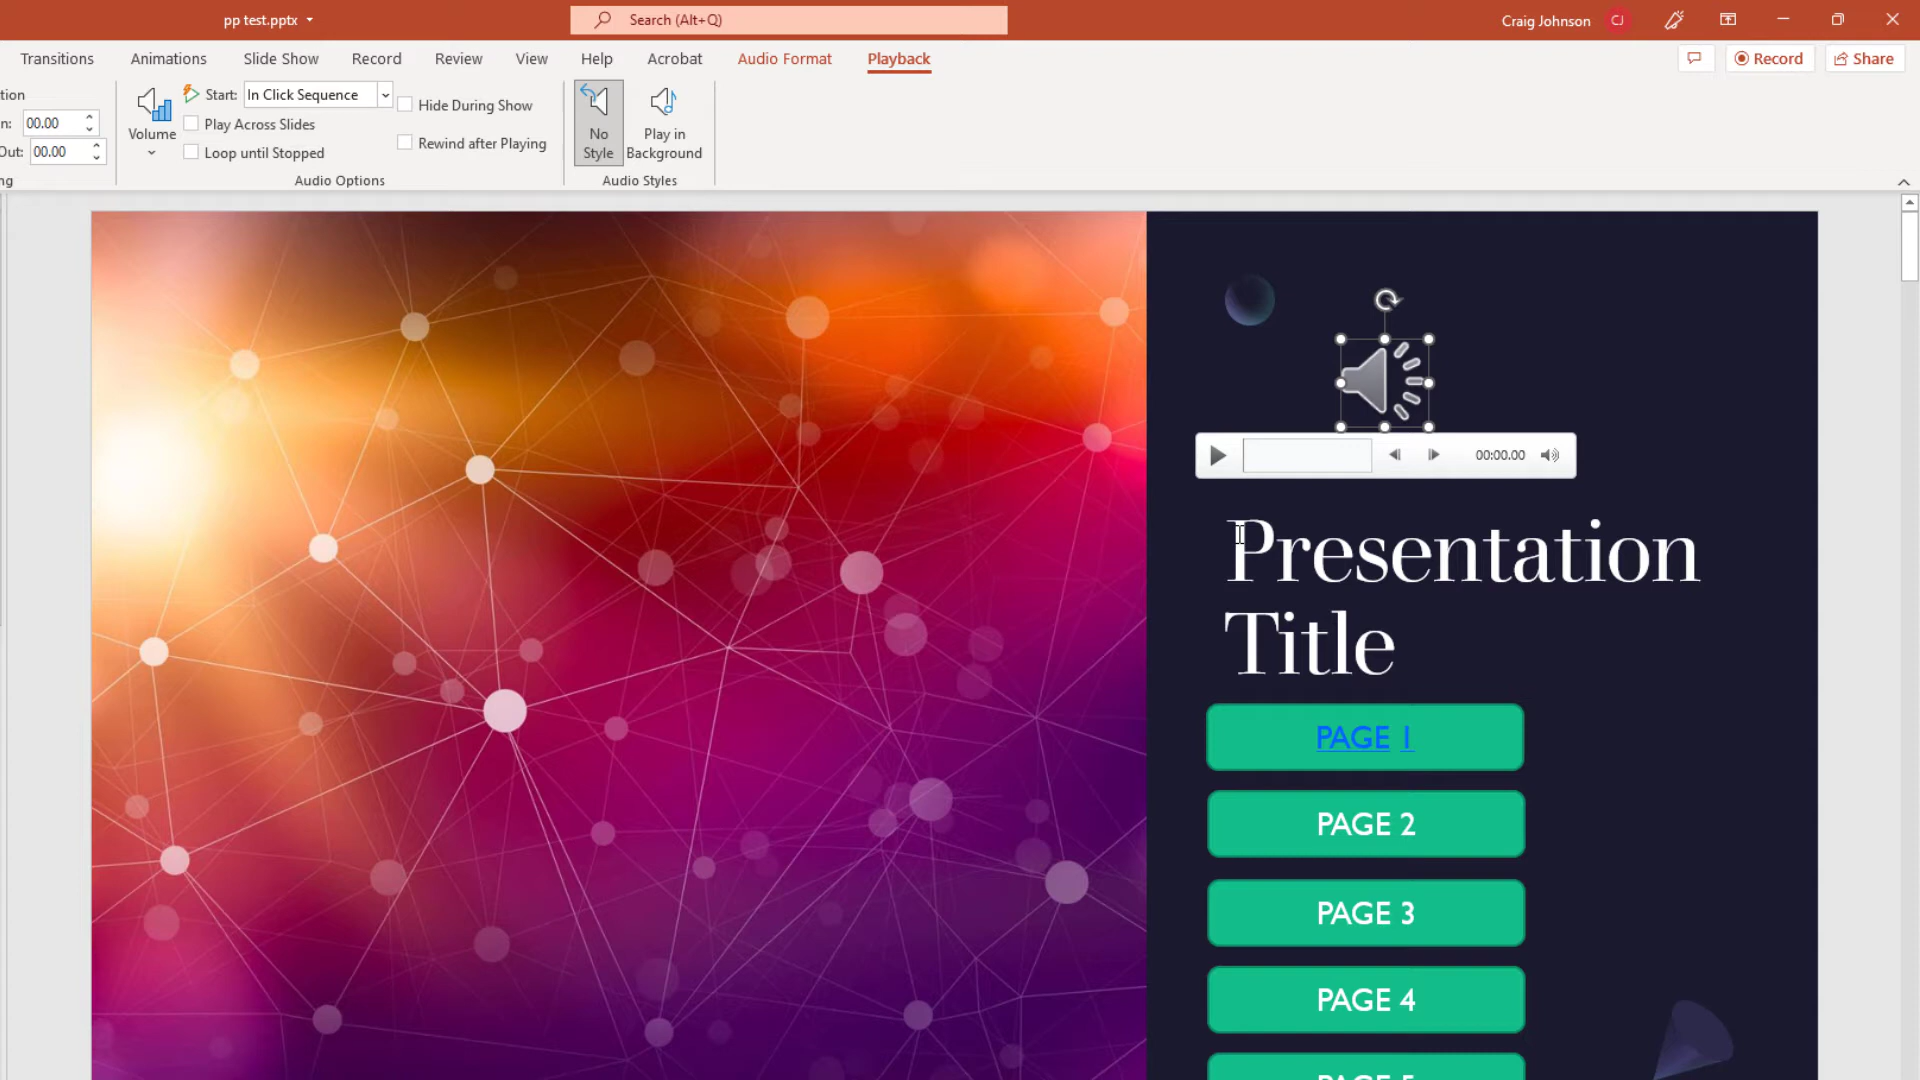 pp test.pptx
Search (Alt+Q)
Craig Johnson CJ
Transitions Animations Slide Show Record Review View Help Acrobat Audio Format Playback
Record Share
tion
n: 00.00
Out: 00.00
ng
Volume
Start: In Click Sequence
Play Across Slides
Loop until Stopped
Hide During Show
Rewind after Playing
Audio Options
No Style
Play in Background
Audio Styles
00:00.00
Presentation
Title
PAGE 1
PAGE 2
PAGE 3
PAGE 4
PAGE 5